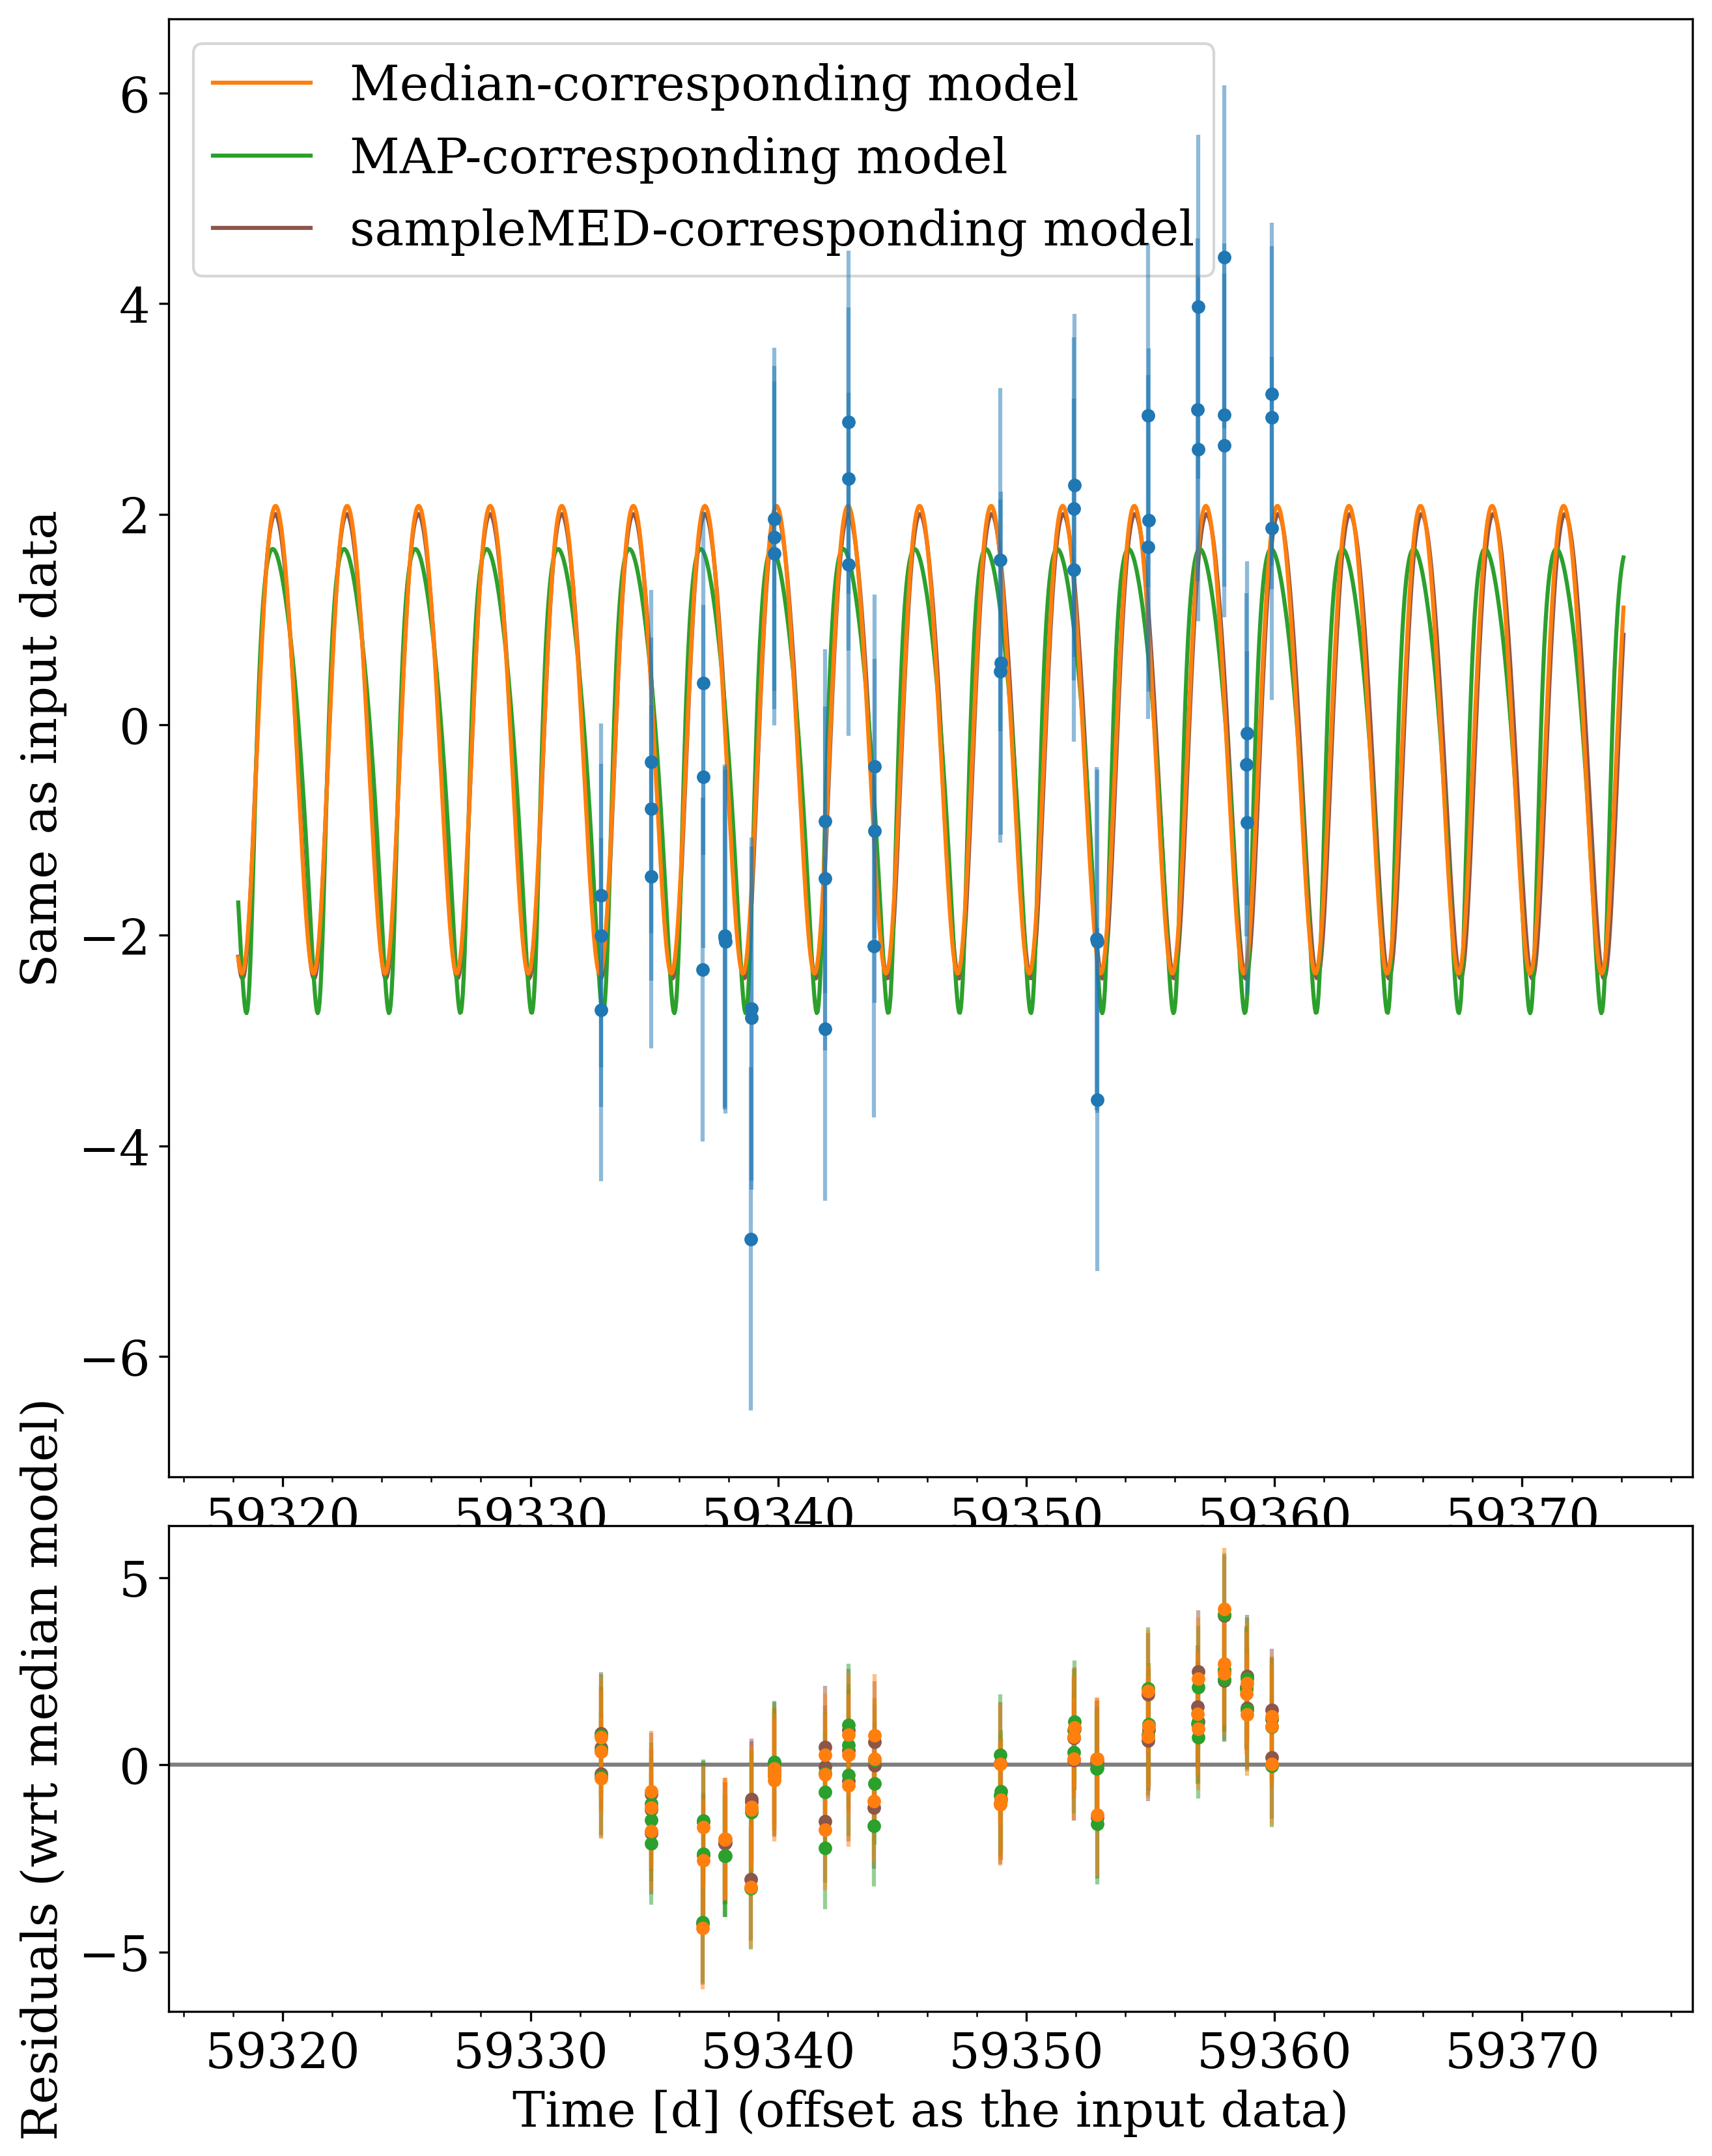 Median-corresponding model
MAP-corresponding model
sampleMED-corresponding model
6
4
2
0
−2
−4
−6
Same as input data
59320 59330 59340 59350 59360 59370
5
0
−5
Residuals (wrt median model)
59320 59330 59340 59350 59360 59370
Time [d] (offset as the input data)